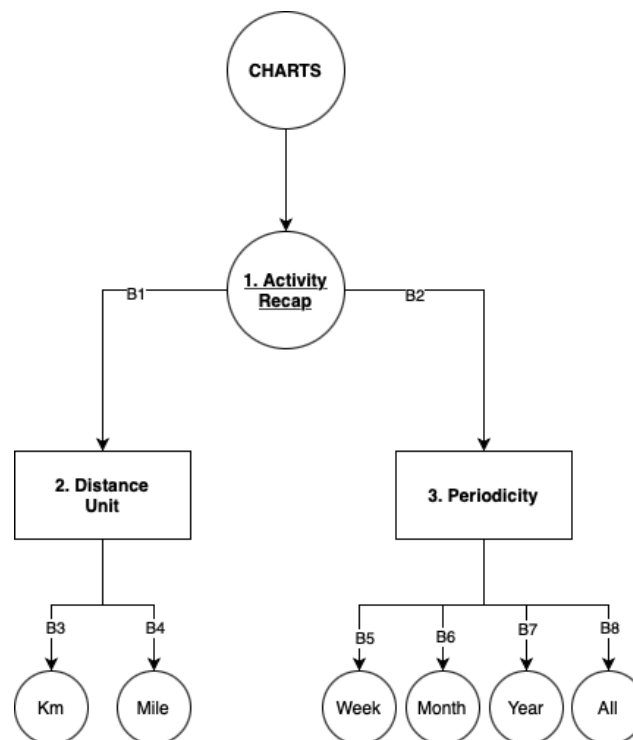 CHARTS
1. Activity
Recap
B1
B2
2. Distance
Unit
3. Periodicity
B3
B4
B5
B6
B7
B8
Km
Mile
Week
Month
Year
All